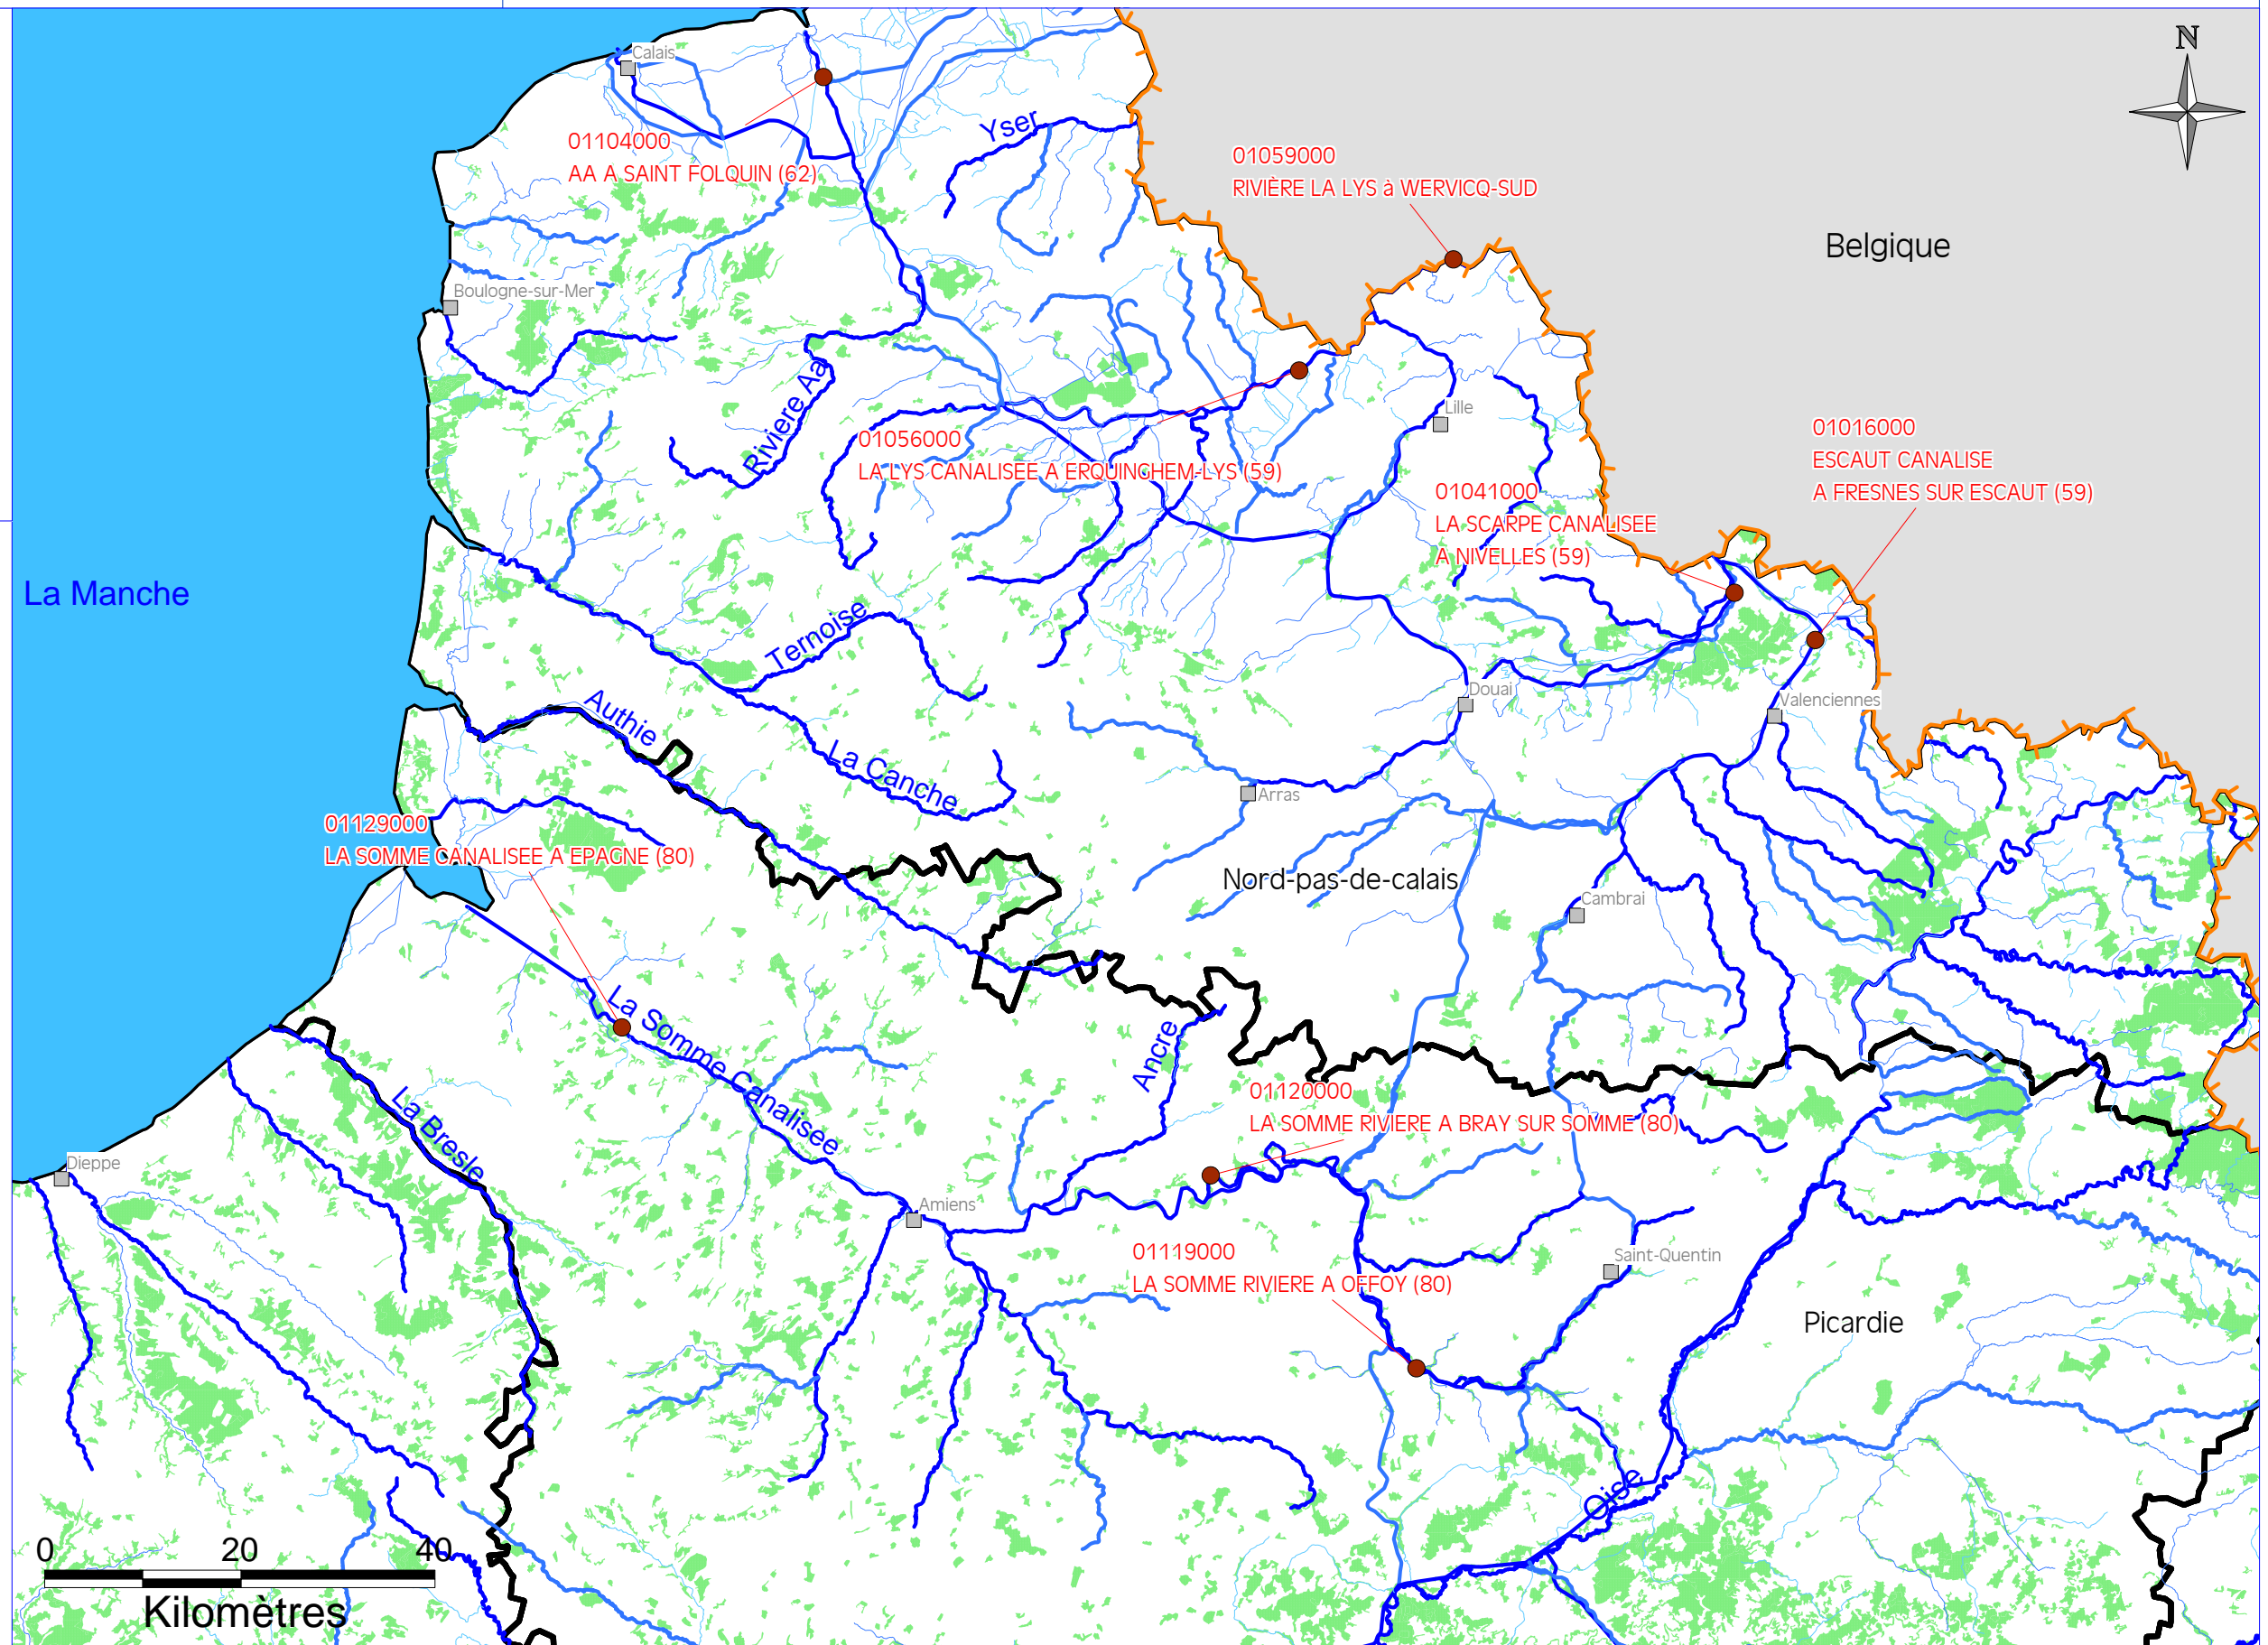 N
Calais
Yser
01104000
AA A SAINT FOLQUIN (62)
01059000
RIVIÈRE LA LYS à WERVICQ-SUD
Belgique
Boulogne-sur-Mer
Riviere Aa
Lille
01056000
LA LYS CANALISEE A ERQUINGHEM-LYS (59)
01016000
ESCAUT CANALISE
A FRESNES SUR ESCAUT (59)
01041000
LA SCARPE CANALISEE
A NIVELLES (59)
La Manche
Ternoise
Douai
Valenciennes
Authie
La Canche
Arras
01129000
LA SOMME CANALISEE A EPAGNE (80)
Nord-pas-de-calais
Cambrai
La Somme Canalisee
Ancre
La Bresle
01120000
LA SOMME RIVIERE A BRAY SUR SOMME (80)
Dieppe
Amiens
01119000
LA SOMME RIVIERE A OFFOY (80)
Saint-Quentin
Picardie
Oise
0 20 40
Kilomètres